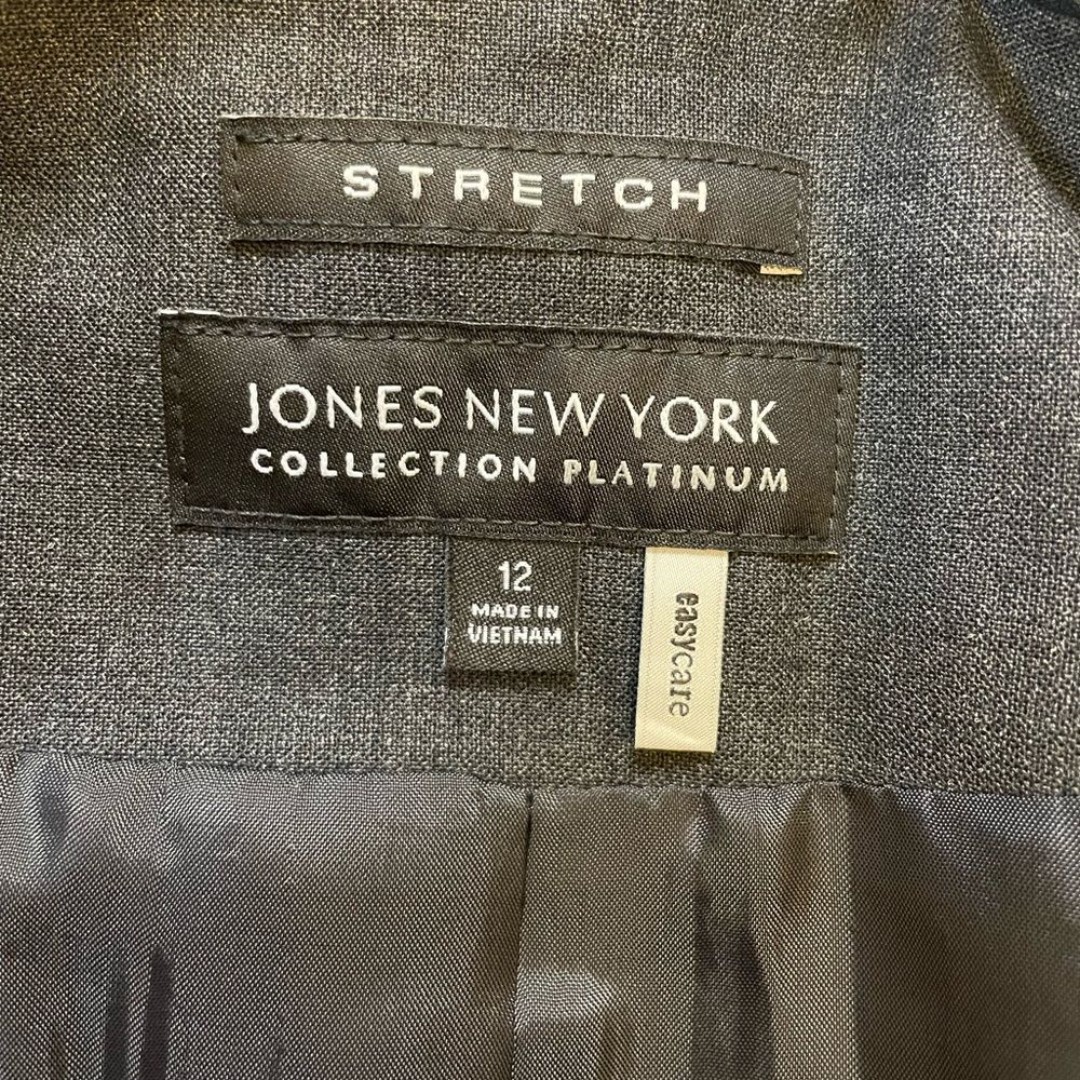 STRETCH
JONES NEW YORK
COLLECTION PLATINUM
12
MADE IN
VIETNAM
easycare